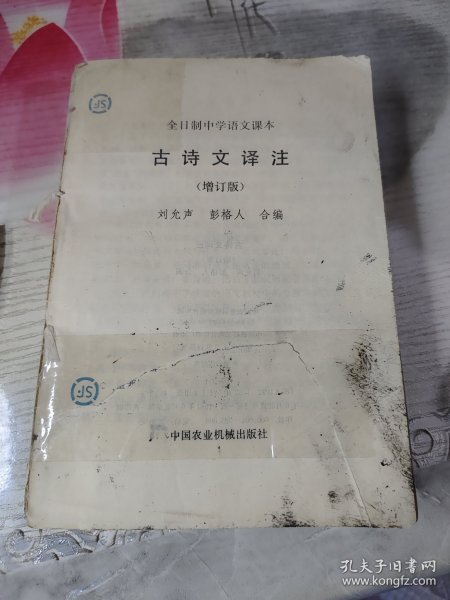 JS
全日制中学语文课本
古诗文译注
（增订版）
刘允声 彭格人 合编
JS
中国农业机械出版社
孔夫子旧书网
www.kongfz.com